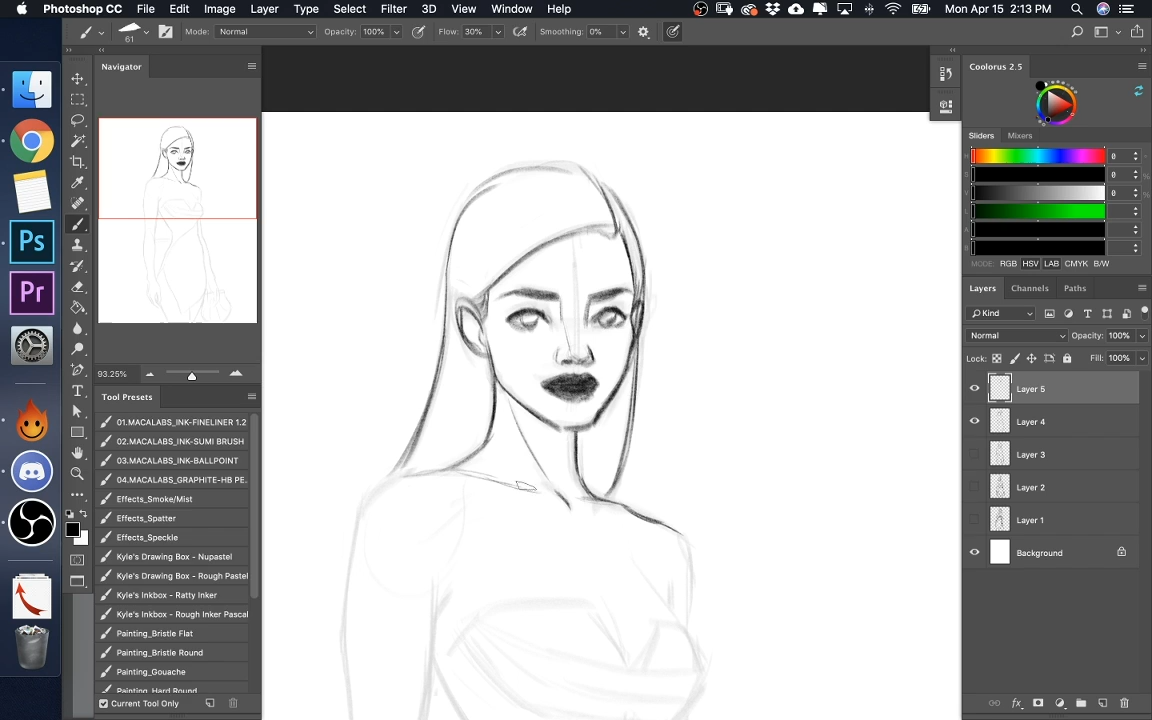 Photoshop CC File Edit Image Layer Type Select Filter 3D View Window Help Mon Apr 15 2:13 PM
61 Mode: Normal Opacity: 100% Flow: 30% Smoothing: 0%
Navigator
93.25%
Tool Presets
01.MACALABS_INK-FINELINER 1.2
02.MACALABS_INK-SUMI BRUSH
03.MACALABS_INK-BALLPOINT
04.MACALABS_GRAPHITE-HB PE..
Effects_Smoke/Mist
Effects_Spatter
Effects_Speckle
Kyle's Drawing Box - Nupastel
Kyle's Drawing Box - Rough Pastel
Kyle's Inkbox - Ratty Inker
Kyle's Inkbox - Rough Inker Pascal
Painting_Bristle Flat
Painting_Bristle Round
Painting_Gouache
Painting_Hard Round
Current Tool Only
Ps
Pr
Coolorus 2.5
Sliders Mixers
0
0
0
MODE: RGB HSV LAB CMYK B/W
Layers Channels Paths
Kind
Normal Opacity: 100%
Lock: Fill: 100%
Layer 5
Layer 4
Layer 3
Layer 2
Layer 1
Background